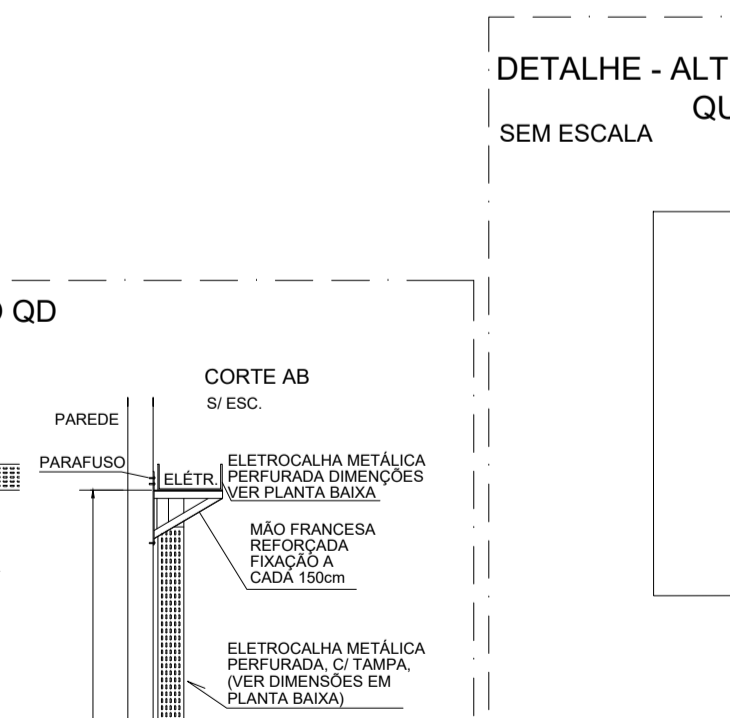 DETALHE - ALT
QU
SEM ESCALA
QD
CORTE AB
S/ ESC.
PAREDE
PARAFUSO
ELÉTR.
ELETROCALHA METÁLICA
PERFURADA DIMENÇÕES
VER PLANTA BAIXA
MÃO FRANCESA
REFORÇADA
FIXAÇÃO A
CADA 150cm
ELETROCALHA METÁLICA
PERFURADA, C/ TAMPA,
(VER DIMENSÕES EM
PLANTA BAIXA)